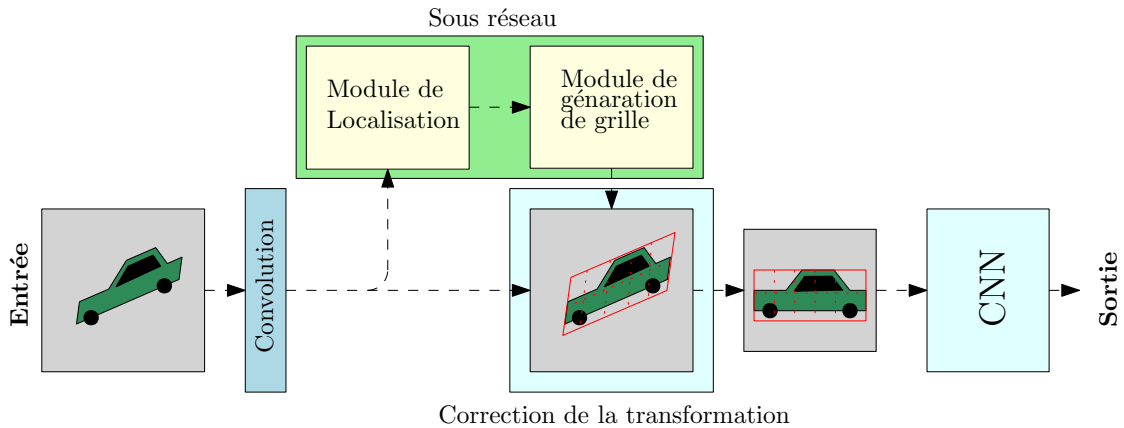 Sous réseau
Module de
Localisation
Module de
génaration
de grille
Entrée
Convolution
CNN
Sortie
Correction de la transformation